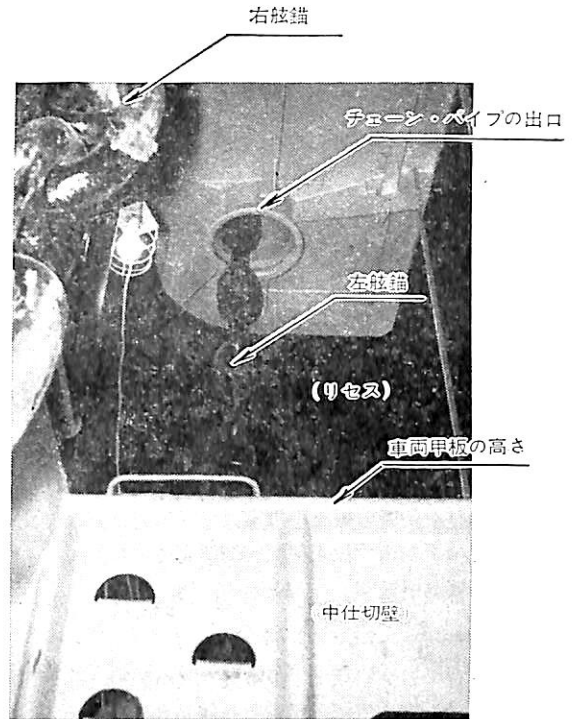 右舷錨
チェーン・パイプの出口
左舷錨
(リセス)
車両甲板の高さ
中仕切壁